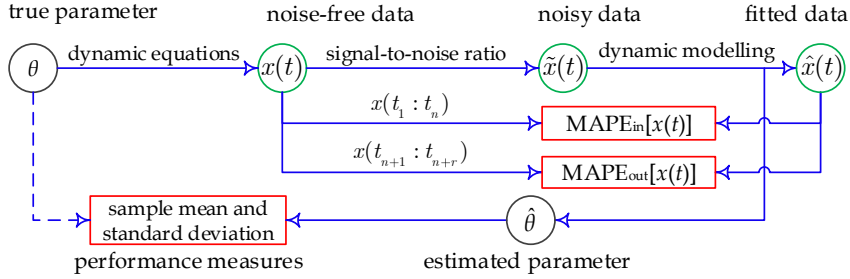 true parameter
noise-free data
noisy data
fitted data
θ
dynamic equations
x(t)
signal-to-noise ratio
x̃(t)
dynamic modelling
x̂(t)
x(t₁ : tₙ)
MAPEin[x(t)]
x(tₙ₊₁ : tₙ₊ᵣ)
MAPEout[x(t)]
sample mean and
standard deviation
θ̂
performance measures
estimated parameter